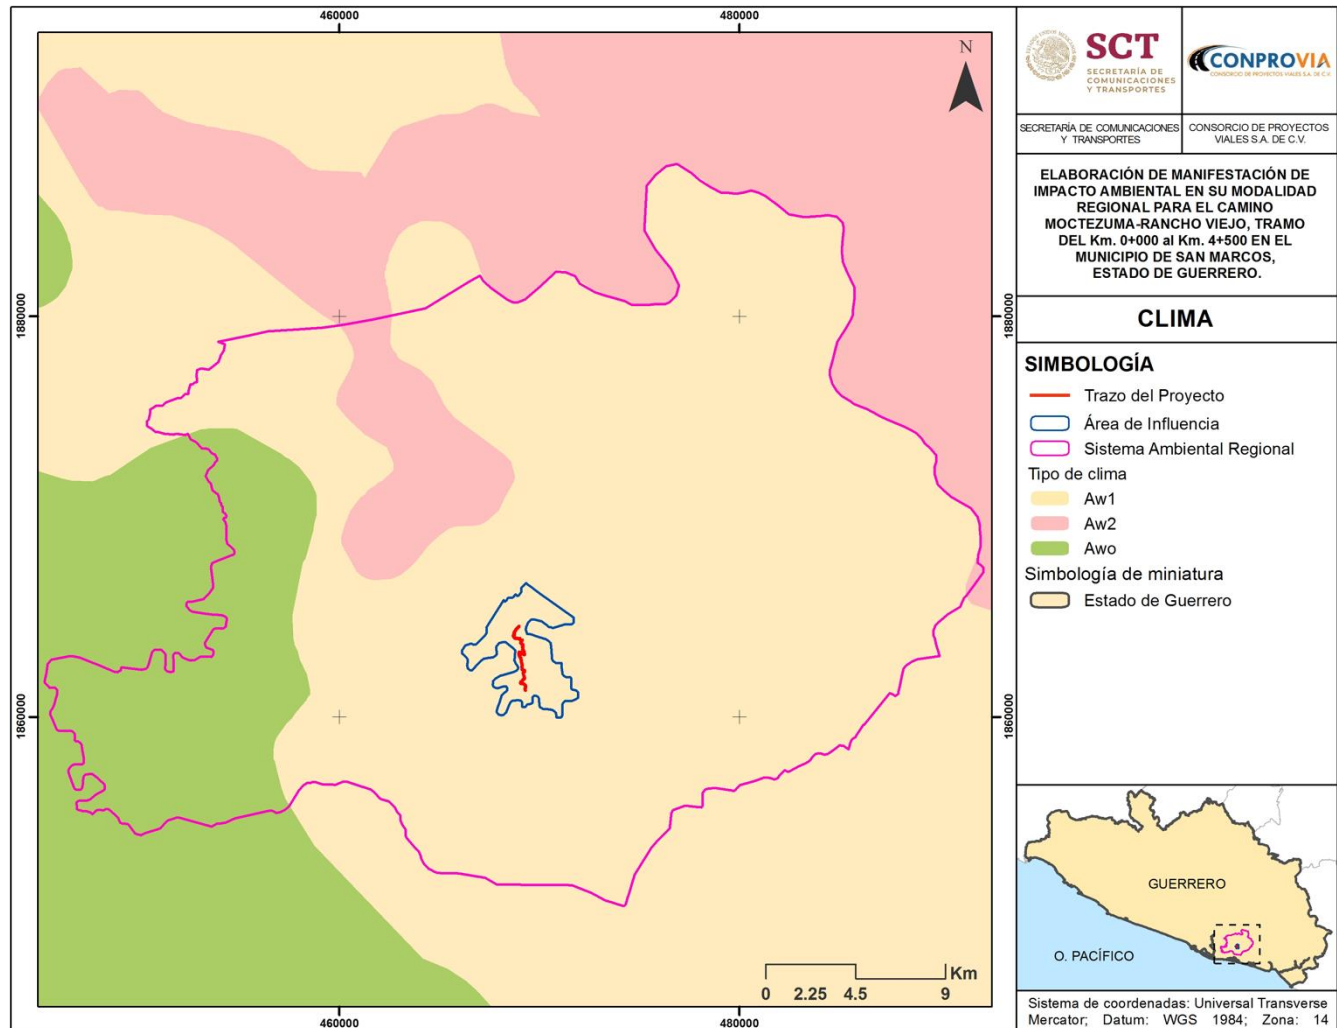 460000
480000
N
1880000
1880000
1860000
1860000
Km
0 2.25 4.5 9
460000
480000
SCT
SECRETARÍA DE
COMUNICACIONES
Y TRANSPORTES
CONPROVIA
CONSORCIO DE PROYECTOS VIALES S.A. DE C.V.
SECRETARÍA DE COMUNICACIONES
Y TRANSPORTES
CONSORCIO DE PROYECTOS
VIALES S.A. DE C.V.
ELABORACIÓN DE MANIFESTACIÓN DE
IMPACTO AMBIENTAL EN SU MODALIDAD
REGIONAL PARA EL CAMINO
MOCTEZUMA-RANCHO VIEJO, TRAMO
DEL Km. 0+000 al Km. 4+500 EN EL
MUNICIPIO DE SAN MARCOS,
ESTADO DE GUERRERO.
CLIMA
SIMBOLOGÍA
Trazo del Proyecto
Área de Influencia
Sistema Ambiental Regional
Tipo de clima
Aw1
Aw2
Awo
Simbología de miniatura
Estado de Guerrero
GUERRERO
O. PACÍFICO
Sistema de coordenadas: Universal Transverse
Mercator; Datum: WGS 1984; Zona: 14